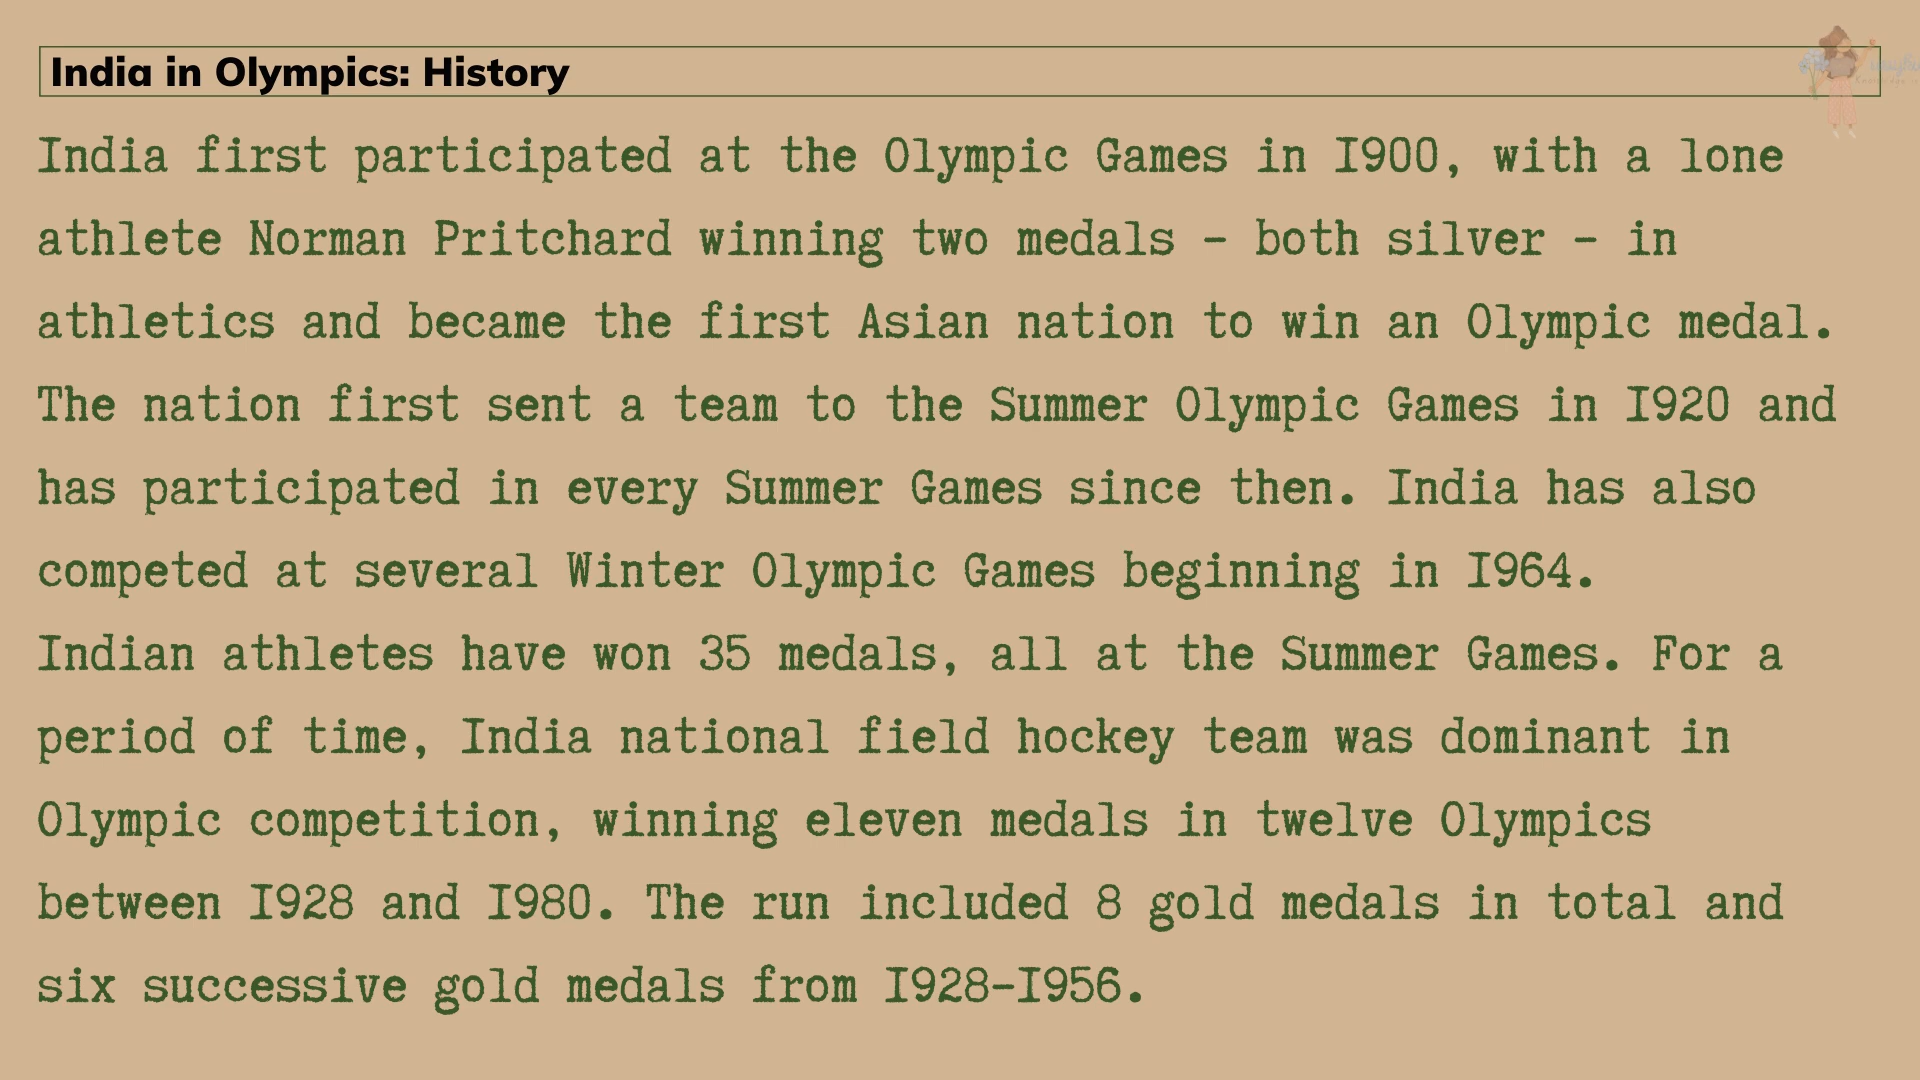 India in Olympics: History
India first participated at the Olympic Games in 1900, with a lone
athlete Norman Pritchard winning two medals - both silver - in
athletics and became the first Asian nation to win an Olympic medal.
The nation first sent a team to the Summer Olympic Games in 1920 and
has participated in every Summer Games since then. India has also
competed at several Winter Olympic Games beginning in 1964.
Indian athletes have won 35 medals, all at the Summer Games. For a
period of time, India national field hockey team was dominant in
Olympic competition, winning eleven medals in twelve Olympics
between 1928 and 1980. The run included 8 gold medals in total and
six successive gold medals from 1928-1956.